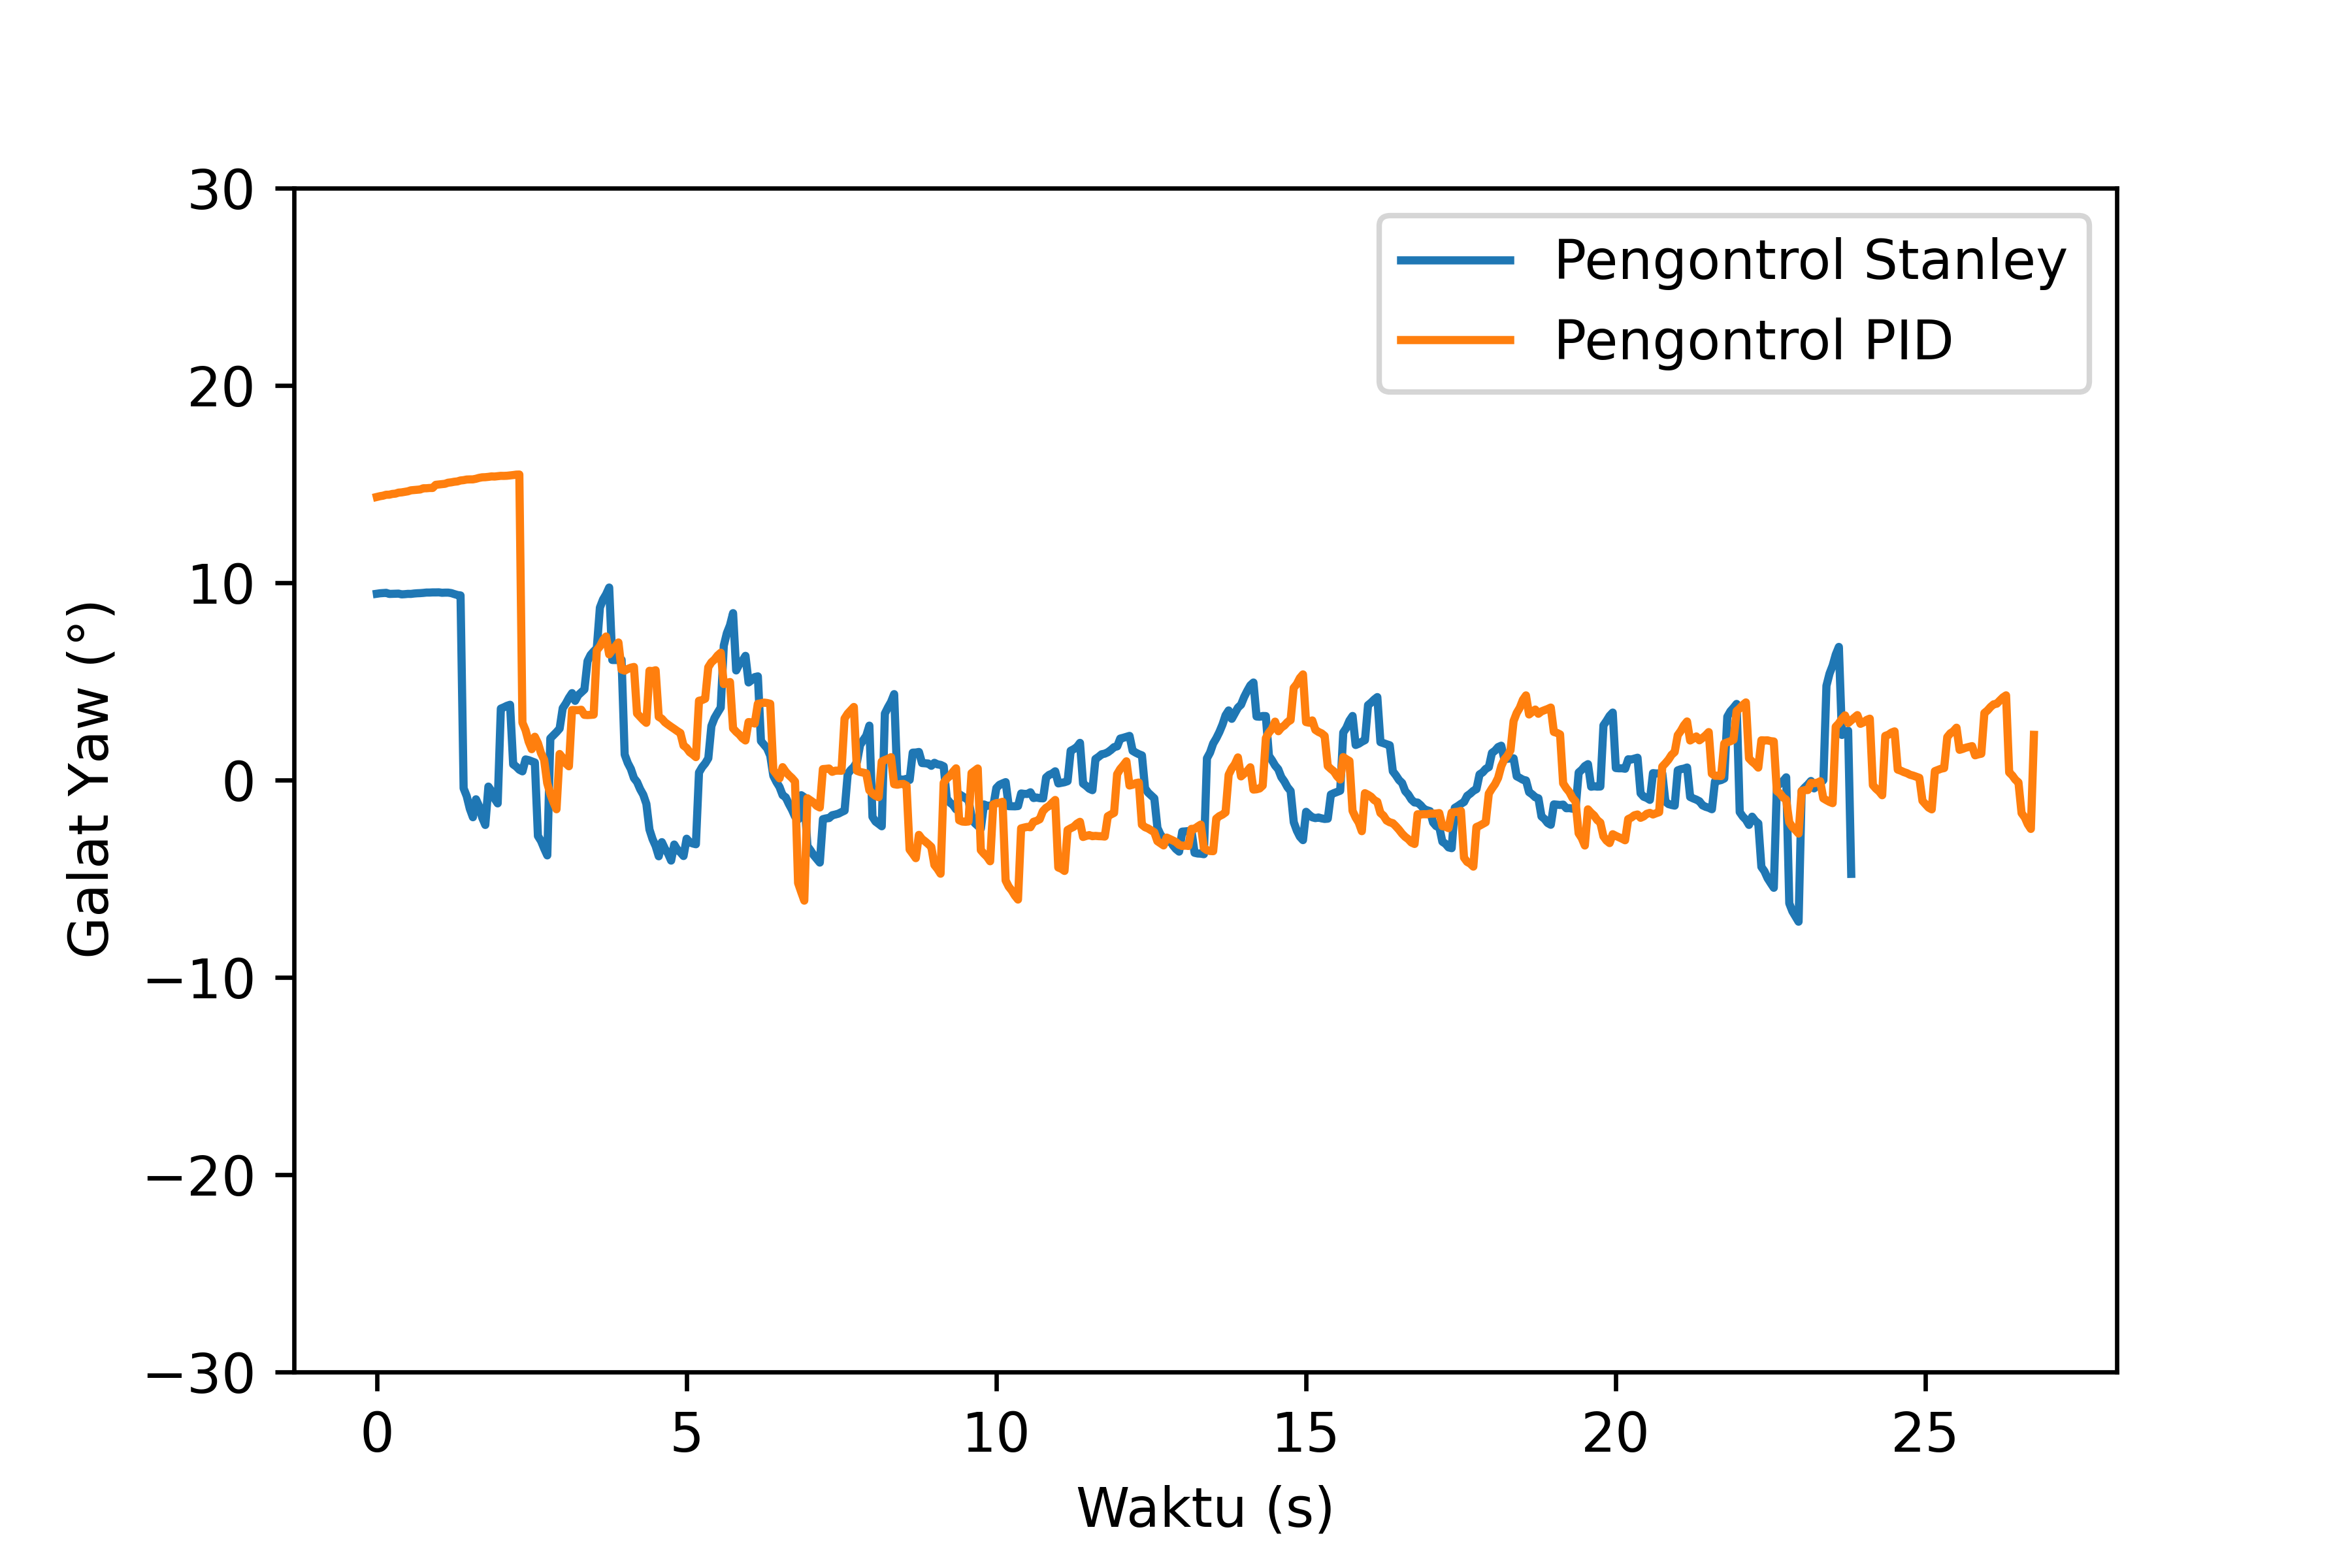 Pengontrol Stanley
Pengontrol PID
30
20
10
0
−10
−20
−30
Galat Yaw (°)
0 5 10 15 20 25
Waktu (s)